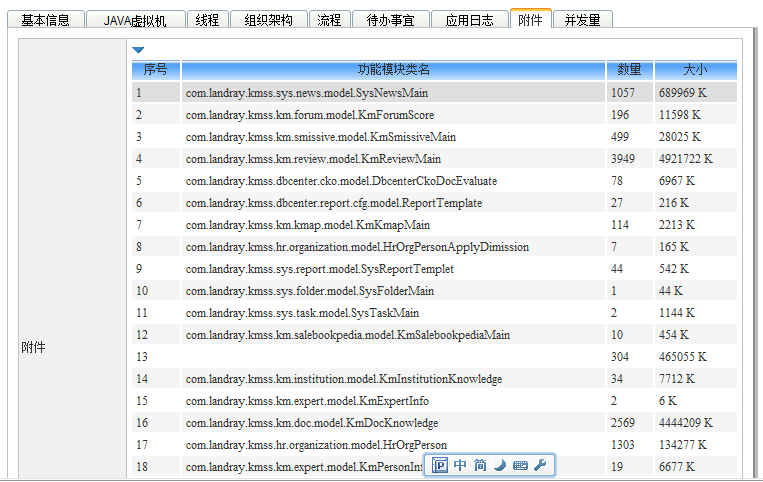 基本信息 JAVA虚拟机 线程 组织架构 流程 待办事宜 应用日志 附件 并发量
序号 功能模块类名 数量 大小
1 com.landray.kmss.sys.news.model.SysNewsMain 1057 689969 K
2 com.landray.kmss.km.forum.model.KmForumScore 196 11598 K
3 com.landray.kmss.km.smissive.model.KmSmissiveMain 499 28025 K
4 com.landray.kmss.km.review.model.KmReviewMain 3949 4921722 K
5 com.landray.kmss.dbcenter.cko.model.DbcenterCkoDocEvaluate 78 6967 K
6 com.landray.kmss.dbcenter.report.cfg.model.ReportTemplate 27 216 K
7 com.landray.kmss.km.kmap.model.KmKmapMain 114 2213 K
8 com.landray.kmss.hr.organization.model.HrOrgPersonApplyDimission 7 165 K
9 com.landray.kmss.sys.report.model.SysReportTemplet 44 542 K
10 com.landray.kmss.sys.folder.model.SysFolderMain 1 44 K
11 com.landray.kmss.sys.task.model.SysTaskMain 2 1144 K
12 com.landray.kmss.km.salebookpedia.model.KmSalebookpediaMain 10 454 K
附件
13 304 465055 K
14 com.landray.kmss.km.institution.model.KmInstitutionKnowledge 34 7712 K
15 com.landray.kmss.km.expert.model.KmExpertInfo 2 6 K
16 com.landray.kmss.km.doc.model.KmDocKnowledge 2569 4444209 K
17 com.landray.kmss.hr.organization.model.HrOrgPerson 1303 134277 K
18 com.landray.kmss.km.expert.model.KmPersonIn 19 6677 K
P 中 简